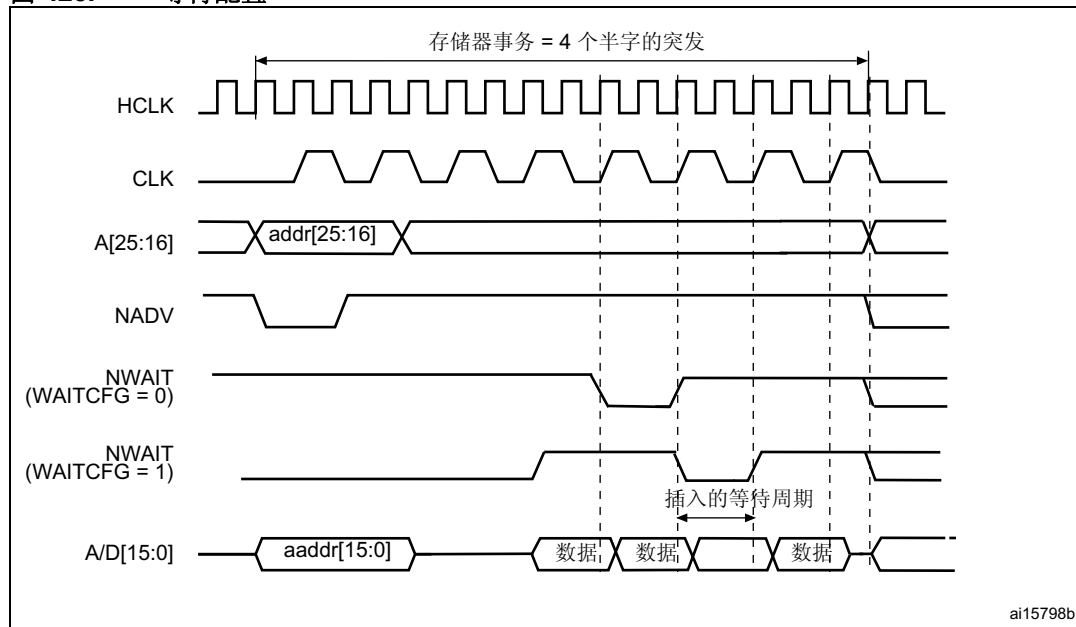 存储器事务 = 4 个半字的突发
HCLK
CLK
A[25:16]
addr[25:16]
NADV
NWAIT
(WAITCFG = 0)
NWAIT
(WAITCFG = 1)
插入的等待周期
A/D[15:0]
aaddr[15:0]
数据
数据
数据
ai15798b